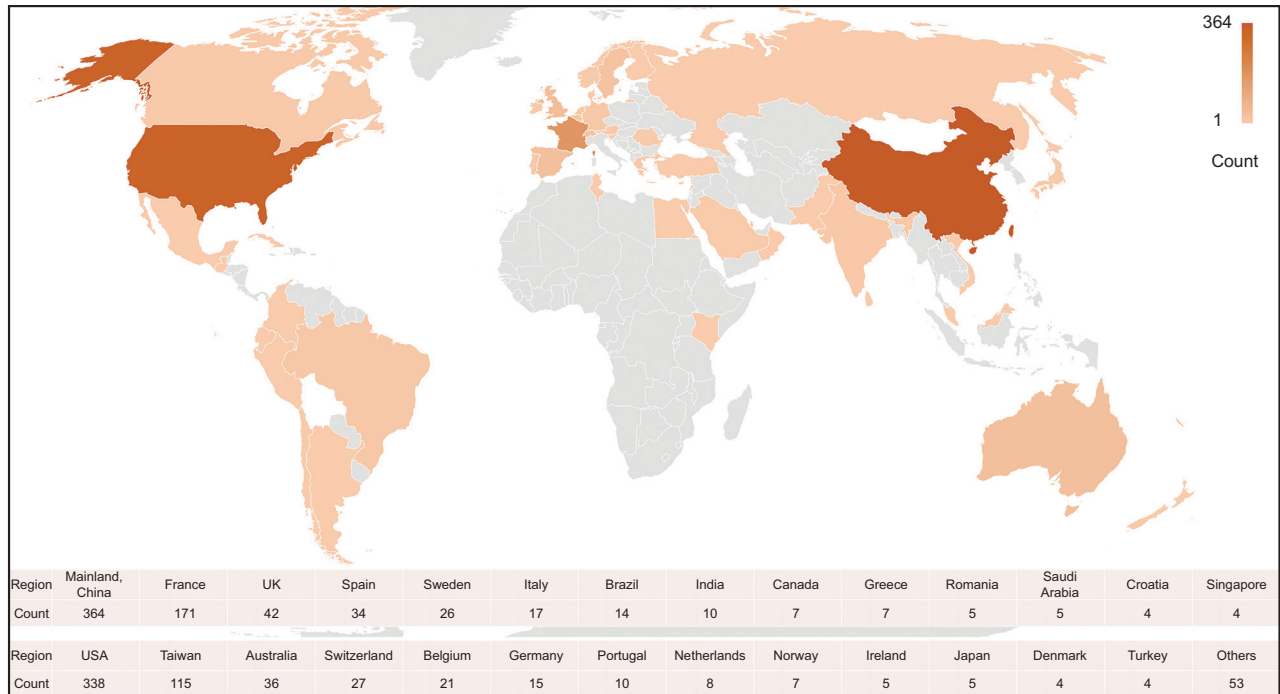 364
1
Count
Region Mainland, China France UK Spain Sweden Italy Brazil India Canada Greece Romania Saudi Arabia Croatia Singapore
Count 364 171 42 34 26 17 14 10 7 7 5 5 4 4
Region USA Taiwan Australia Switzerland Belgium Germany Portugal Netherlands Norway Ireland Japan Denmark Turkey Others
Count 338 115 36 27 21 15 10 8 7 5 5 4 4 53